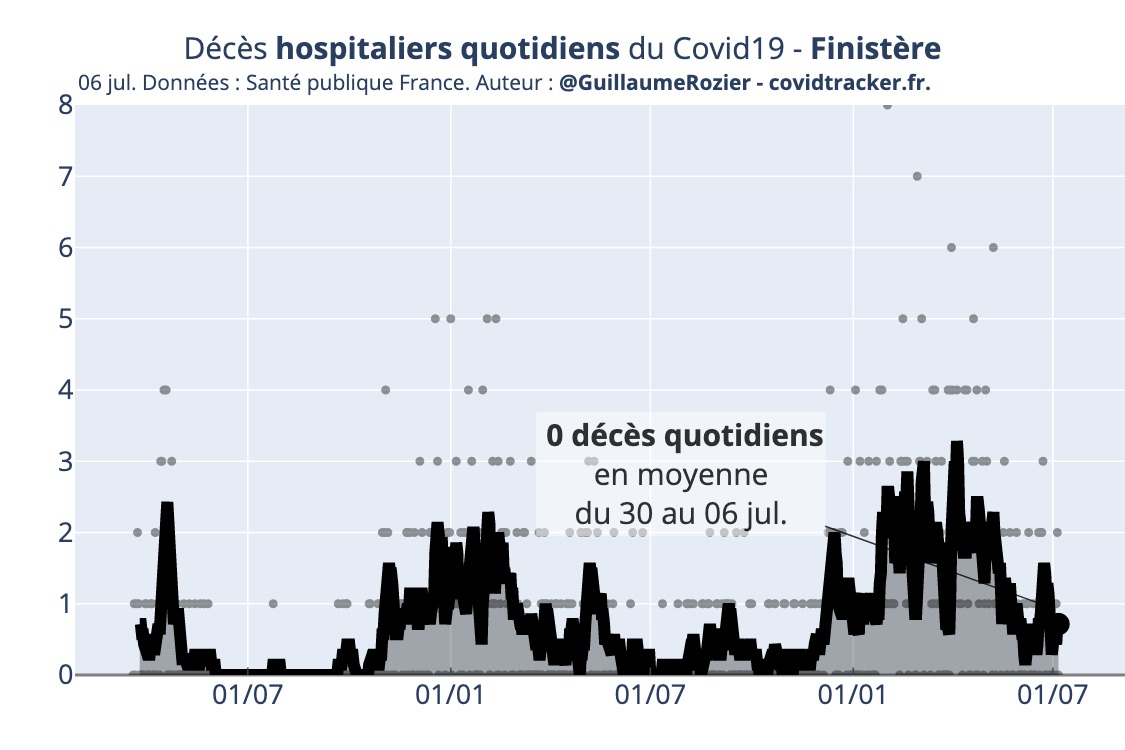 Décès hospitaliers quotidiens du Covid19 - Finistère
06 jul. Données : Santé publique France. Auteur : @GuillaumeRozier - covidtracker.fr.
8
7
6
5
4
3
2
1
0
0 décès quotidiens
en moyenne
du 30 au 06 jul.
01/07 01/01 01/07 01/01 01/07